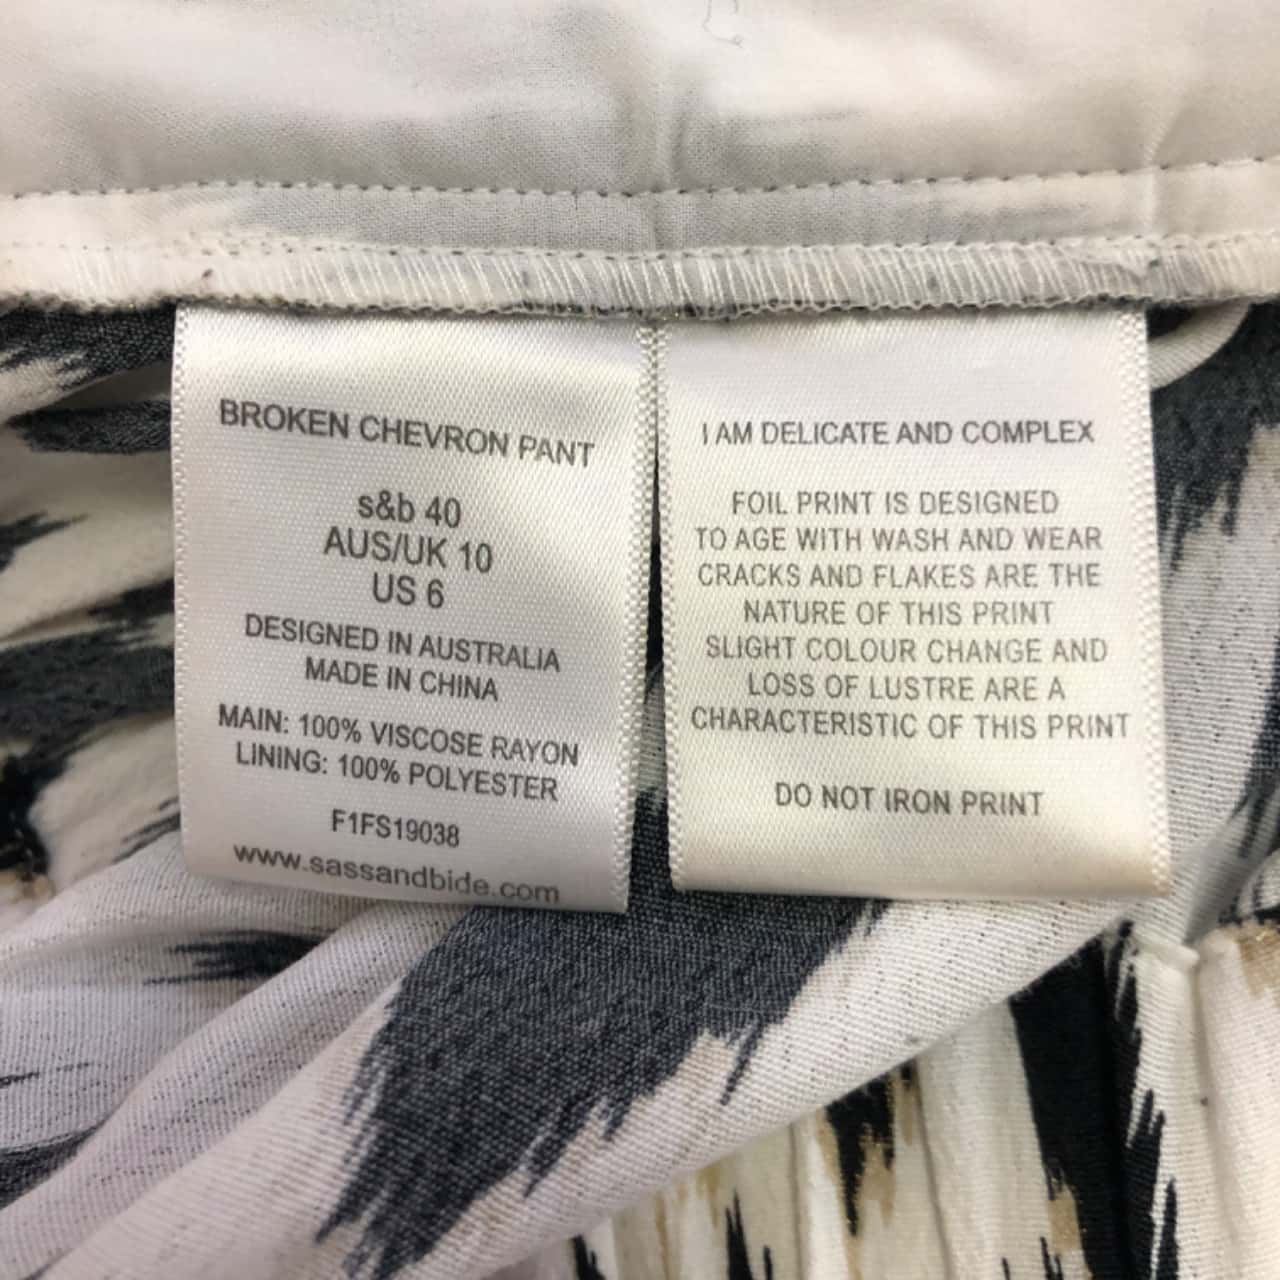 BROKEN CHEVRON PANT
s&b 40
AUS/UK 10
US 6
DESIGNED IN AUSTRALIA
MADE IN CHINA
MAIN: 100% VISCOSE RAYON
LINING: 100% POLYESTER
F1FS19038
www.sassandbide.com
I AM DELICATE AND COMPLEX
FOIL PRINT IS DESIGNED
TO AGE WITH WASH AND WEAR
CRACKS AND FLAKES ARE THE
NATURE OF THIS PRINT
SLIGHT COLOUR CHANGE AND
LOSS OF LUSTRE ARE A
CHARACTERISTIC OF THIS PRINT
DO NOT IRON PRINT